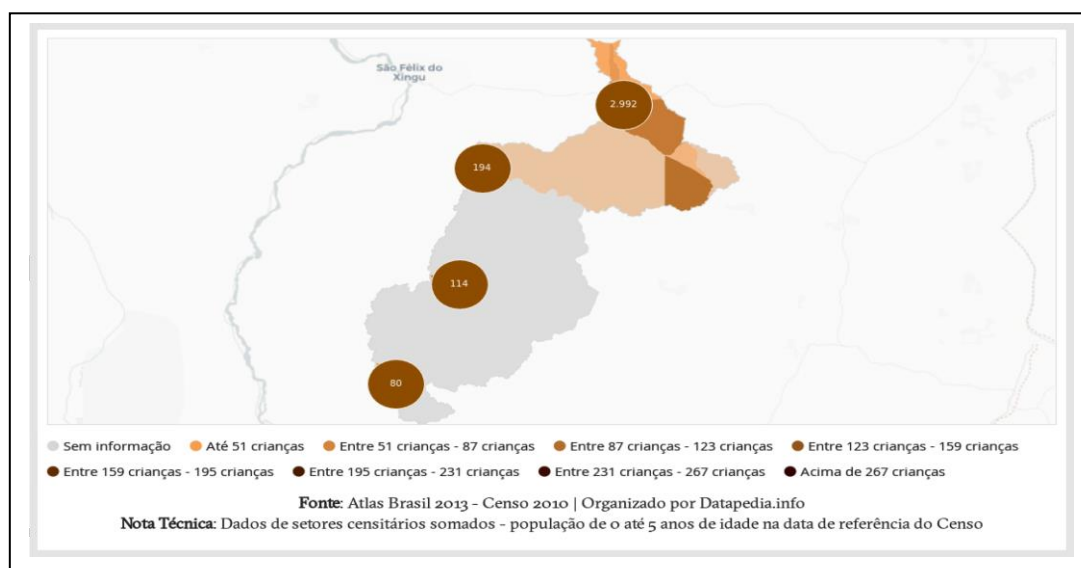 São Félix do
Xingu
2.992
194
114
80
Sem informação Até 51 crianças Entre 51 crianças - 87 crianças Entre 87 crianças - 123 crianças Entre 123 crianças - 159 crianças
Entre 159 crianças - 195 crianças Entre 195 crianças - 231 crianças Entre 231 crianças - 267 crianças Acima de 267 crianças
Fonte: Atlas Brasil 2013 - Censo 2010 | Organizado por Datapedia.info
Nota Técnica: Dados de setores censitários somados - população de 0 até 5 anos de idade na data de referência do Censo